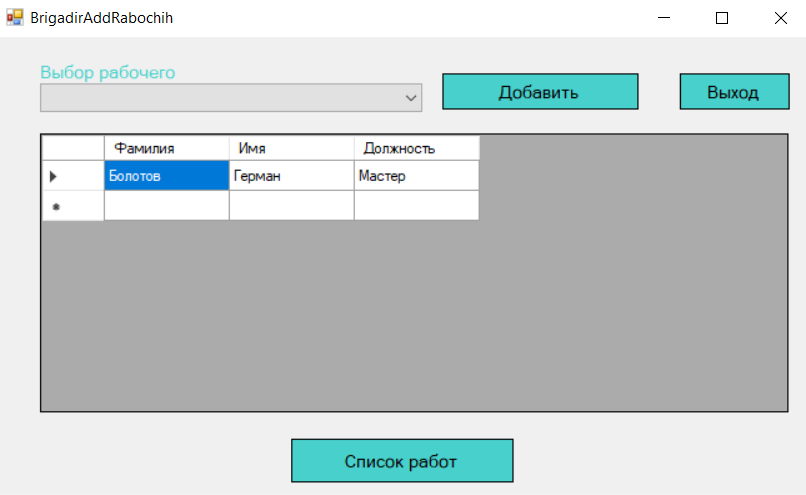 BrigadirAddRabochih
Выбор рабочего
Добавить
Выход
Фамилия Имя Должность
Болотов Герман Мастер
Список работ